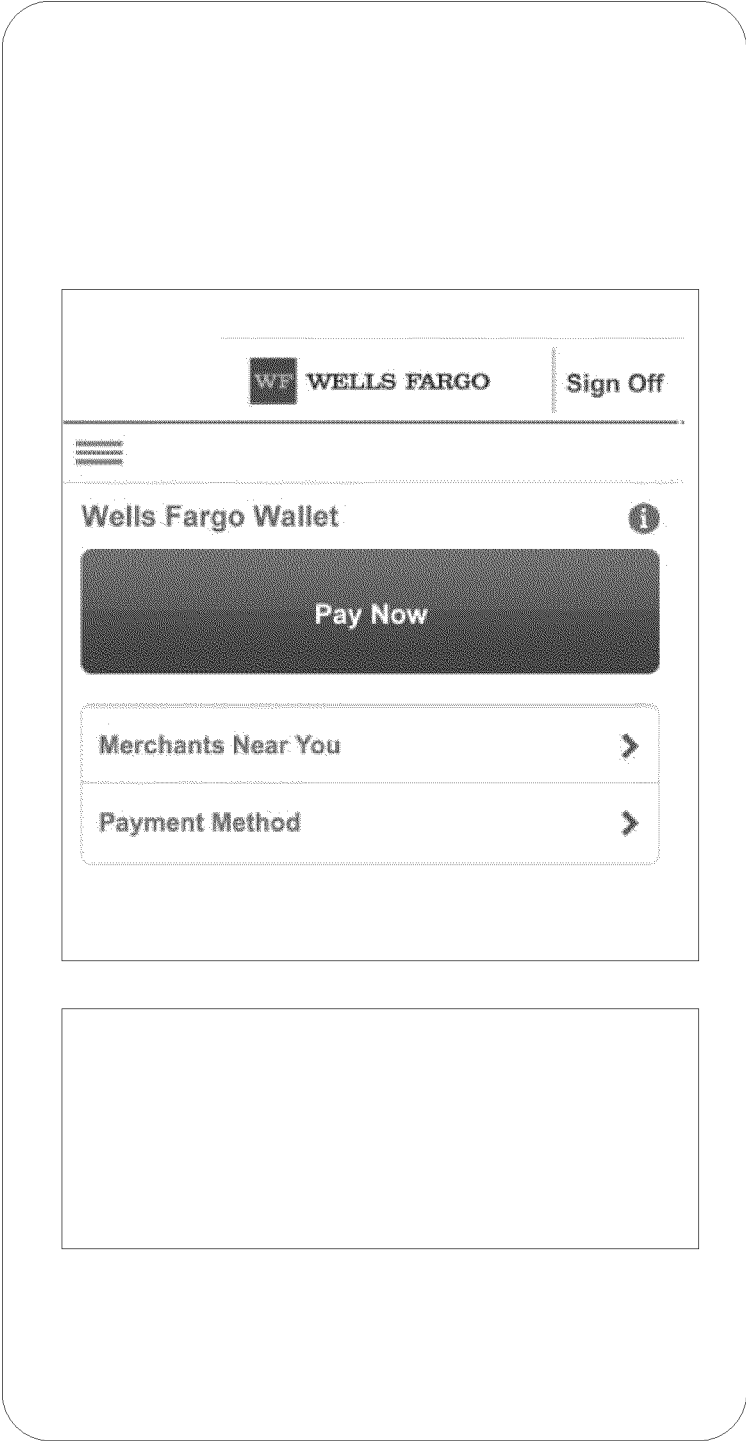 WF WELLS FARGO Sign Off
Wells Fargo Wallet
Pay Now
Merchants Near You
Payment Method